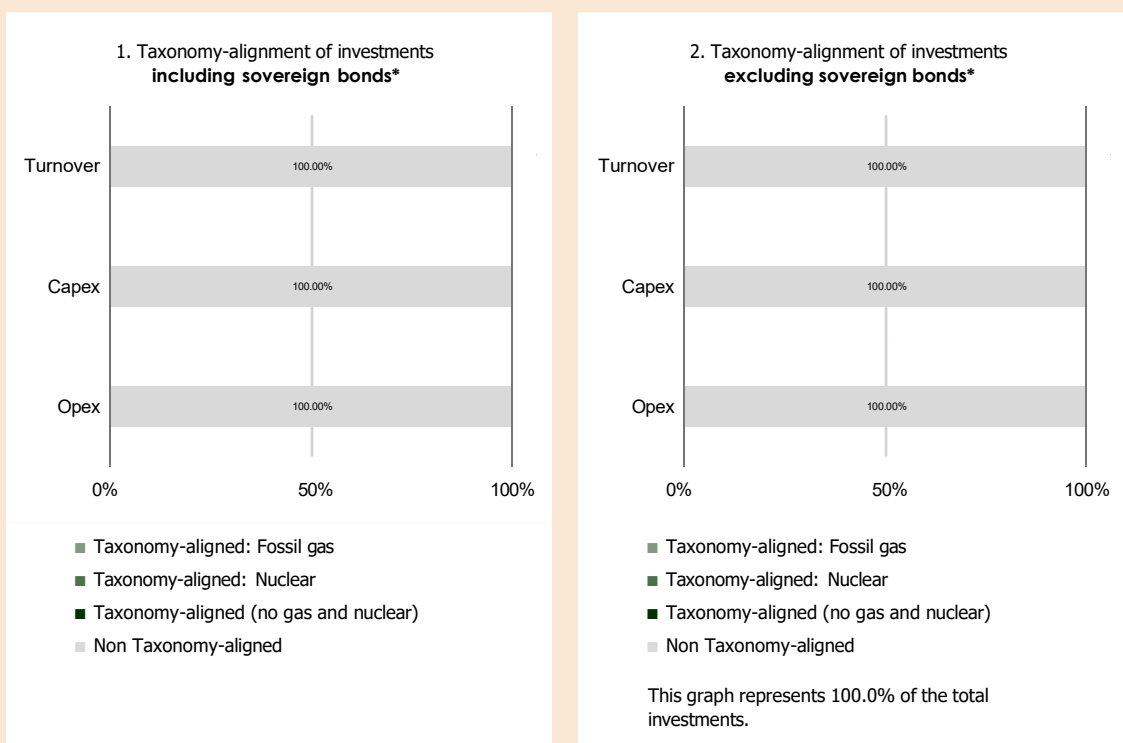 1. Taxonomy-alignment of investments
including sovereign bonds*
Turnover
100.00%
Capex
100.00%
Opex
100.00%
0%
50%
100%
Taxonomy-aligned: Fossil gas
Taxonomy-aligned: Nuclear
Taxonomy-aligned (no gas and nuclear)
Non Taxonomy-aligned
2. Taxonomy-alignment of investments
excluding sovereign bonds*
Turnover
100.00%
Capex
100.00%
Opex
100.00%
0%
50%
100%
Taxonomy-aligned: Fossil gas
Taxonomy-aligned: Nuclear
Taxonomy-aligned (no gas and nuclear)
Non Taxonomy-aligned
This graph represents 100.0% of the total
investments.